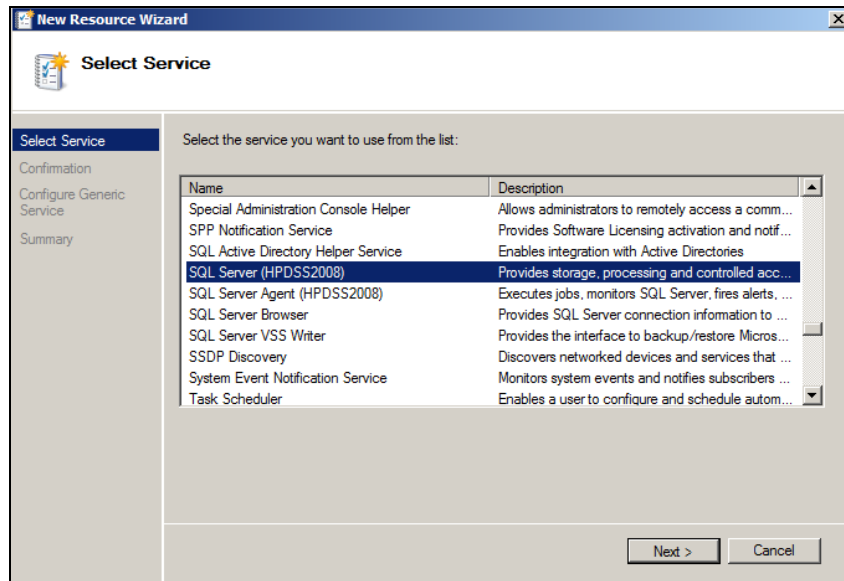 New Resource Wizard
Select Service
Select Service
Confirmation
Configure Generic
Service
Summary
Select the service you want to use from the list:
Name Description
Special Administration Console Helper Allows administrators to remotely access a comm...
SPP Notification Service Provides Software Licensing activation and notif...
SQL Active Directory Helper Service Enables integration with Active Directories
SQL Server (HPDSS2008) Provides storage, processing and controlled acc...
SQL Server Agent (HPDSS2008) Executes jobs, monitors SQL Server, fires alerts, ...
SQL Server Browser Provides SQL Server connection information to ...
SQL Server VSS Writer Provides the interface to backup/restore Micros...
SSDP Discovery Discovers networked devices and services that ...
System Event Notification Service Monitors system events and notifies subscribers ...
Task Scheduler Enables a user to configure and schedule autom...
Next > Cancel